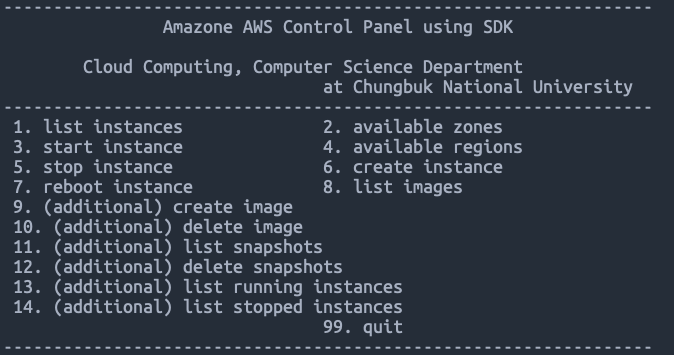 -----------------------------------------------------------------
Amazone AWS Control Panel using SDK
Cloud Computing, Computer Science Department
at Chungbuk National University
-----------------------------------------------------------------
1. list instances 2. available zones
3. start instance 4. available regions
5. stop instance 6. create instance
7. reboot instance 8. list images
9. (additional) create image
10. (additional) delete image
11. (additional) list snapshots
12. (additional) delete snapshots
13. (additional) list running instances
14. (additional) list stopped instances
99. quit
-----------------------------------------------------------------